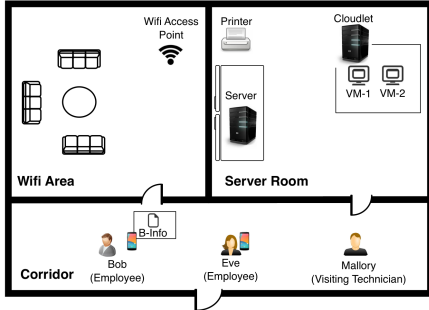 Wifi Access
Point
Printer
Cloudlet
Server
VM-1
VM-2
Wifi Area
Server Room
B-Info
Bob
(Employee)
Eve
(Employee)
Mallory
(Visiting Technician)
Corridor